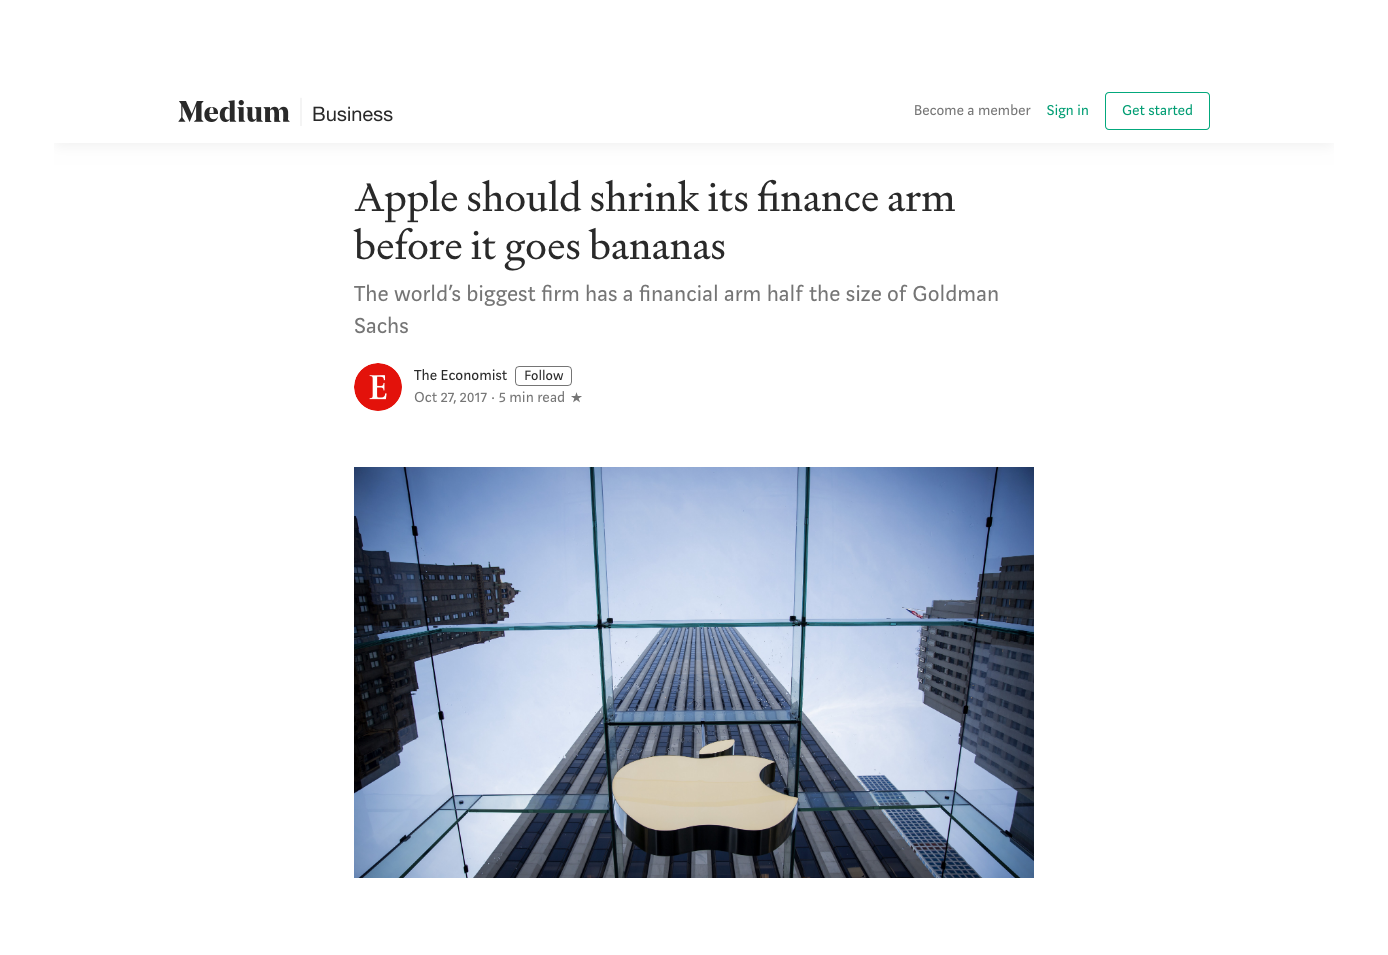 Medium
Business
Become a member
Sign in
Get started
Apple should shrink its finance arm
before it goes bananas
The world’s biggest firm has a financial arm half the size of Goldman
Sachs
E
The Economist
Follow
Oct 27, 2017 · 5 min read ★